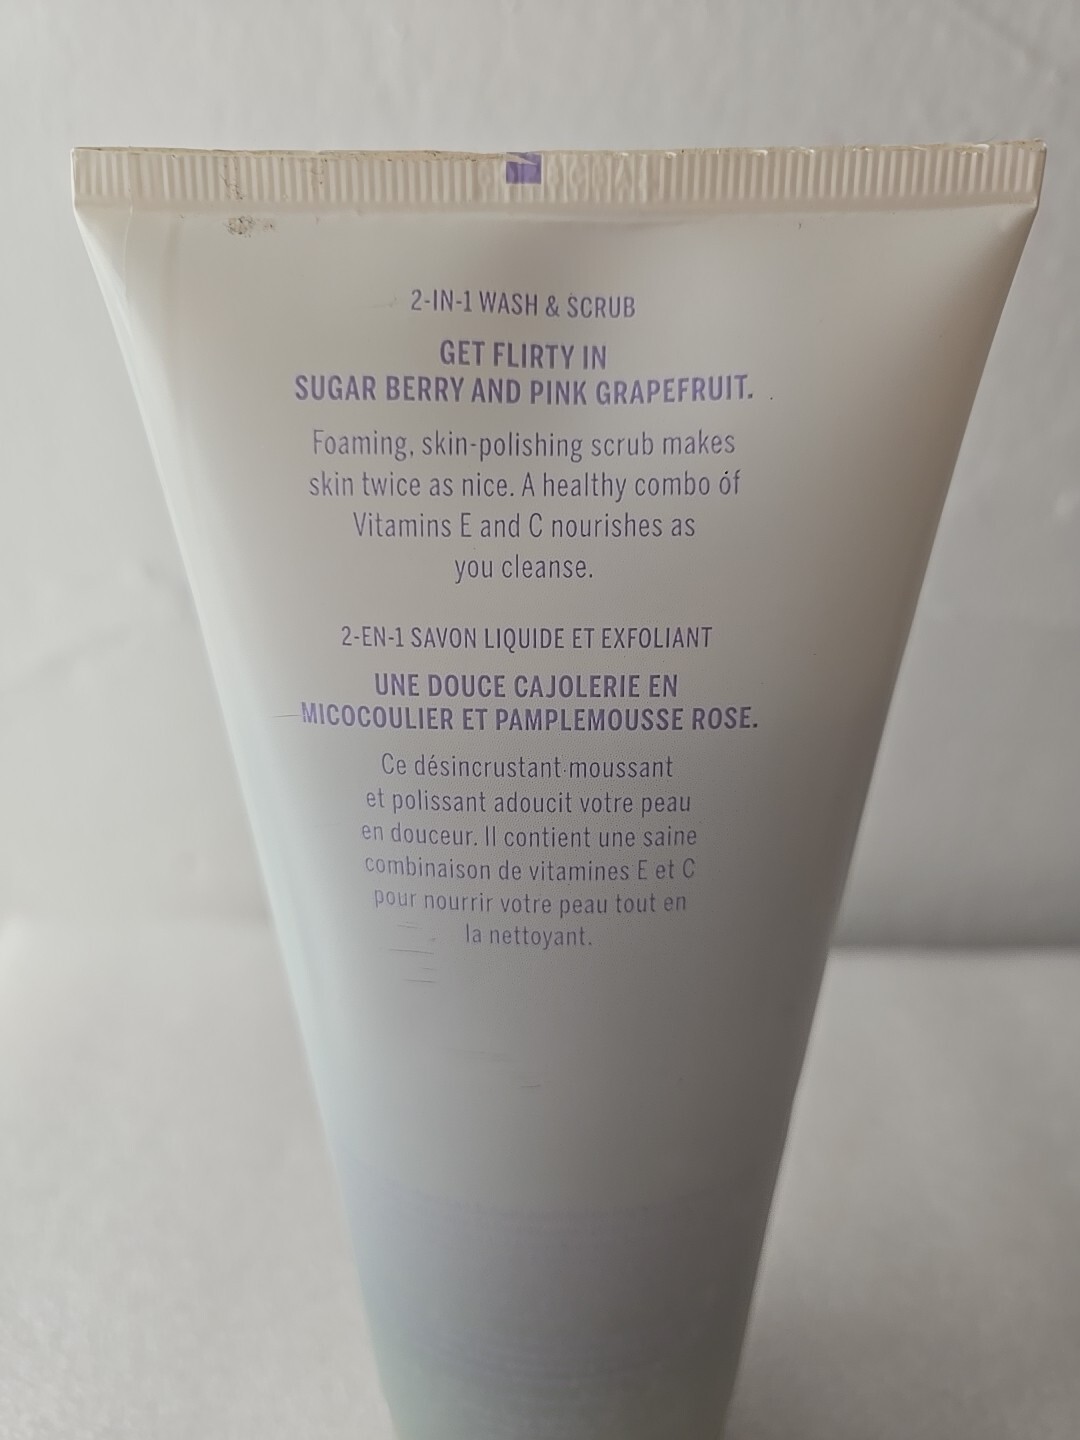 2-IN-1 WASH & SCRUB
GET FLIRTY IN
SUGAR BERRY AND PINK GRAPEFRUIT.
Foaming, skin-polishing scrub makes
skin twice as nice. A healthy combo of
Vitamins E and C nourishes as
you cleanse.
2-EN-1 SAVON LIQUIDE ET EXFOLIANT
UNE DOUCE CAJOLERIE EN
MICOCOULIER ET PAMPLEMOUSSE ROSE.
Ce désincrustant moussant
et polissant adoucit votre peau
en douceur. Il contient une saine
combinaison de vitamines E et C
pour nourrir votre peau tout en
la nettoyant.